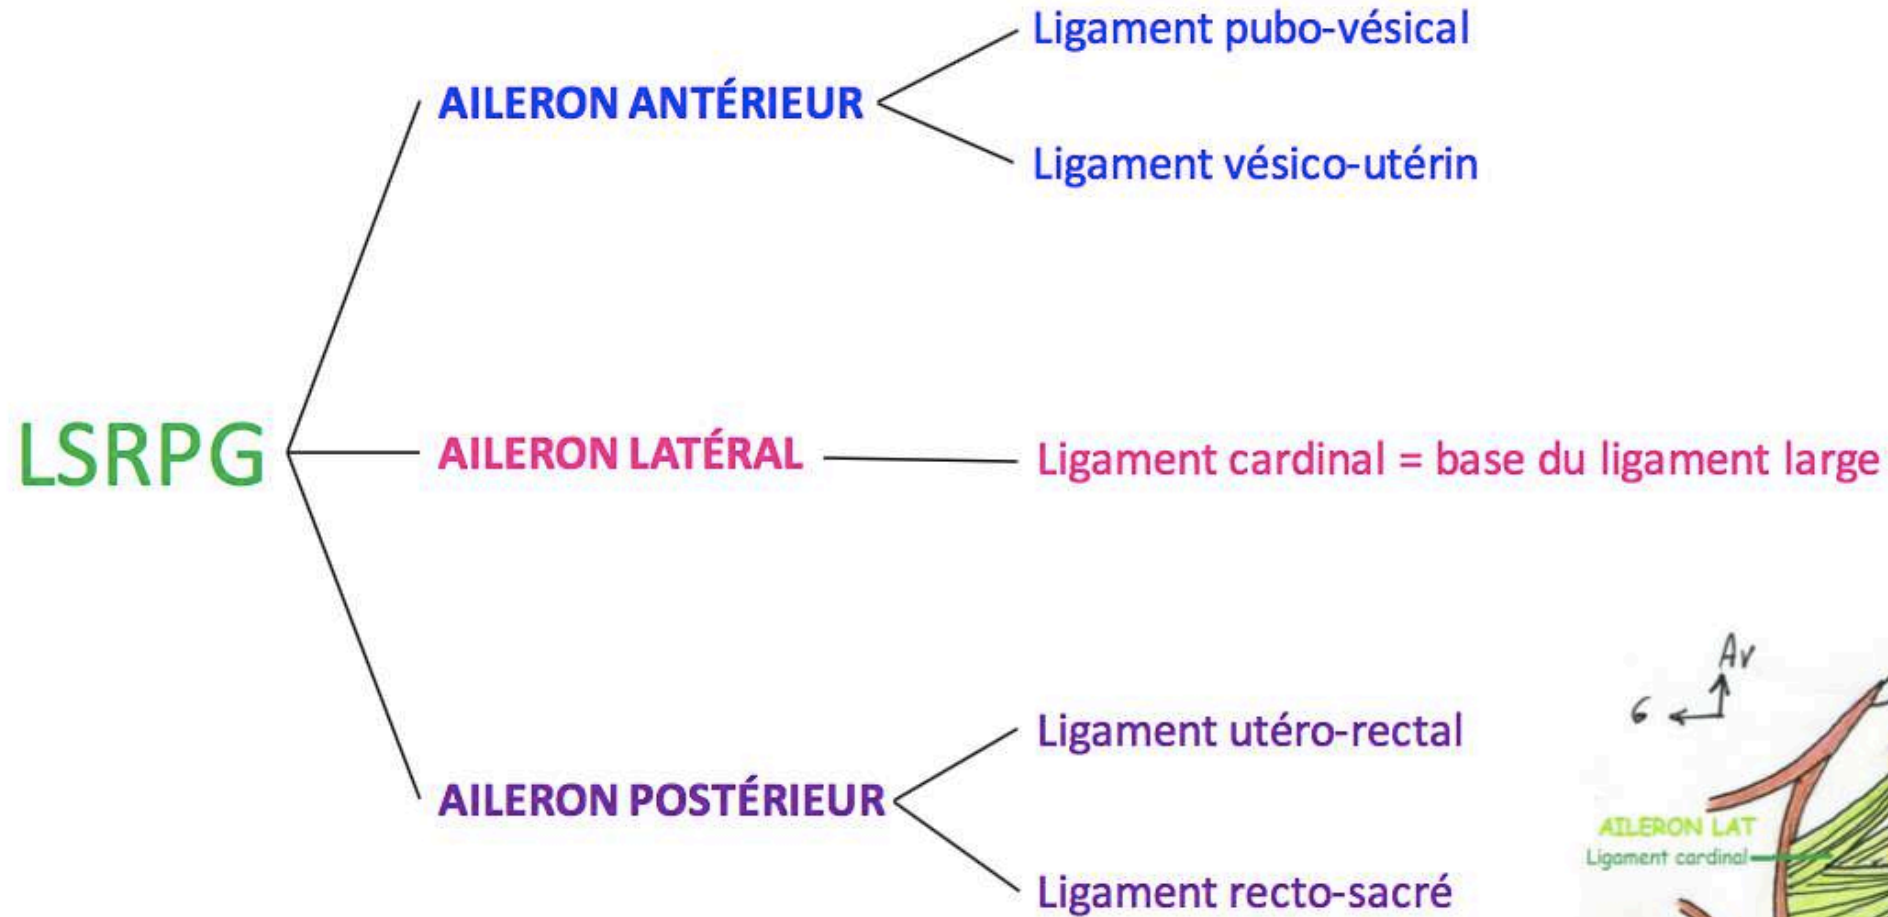 Ligament pubo-vésical
AILERON ANTÉRIEUR
Ligament vésico-utérin
LSRPG
AILERON LATÉRAL
Ligament cardinal = base du ligament large
Ligament utéro-rectal
AILERON POSTÉRIEUR
Ligament recto-sacré
Av
G
AILERON LAT
Ligament cardinal